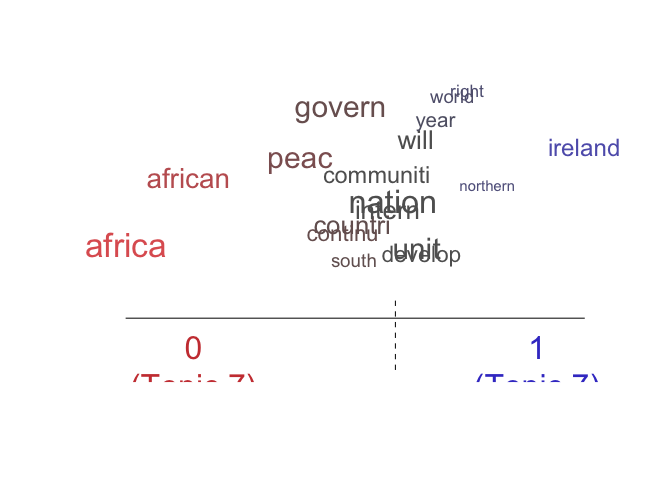 right
world
govern
year
will
ireland
peac
communiti
african
northern
nation
intern
countri
continu
africa
unit
develop
south
0
1
(Topic 7)
(Topic 7)